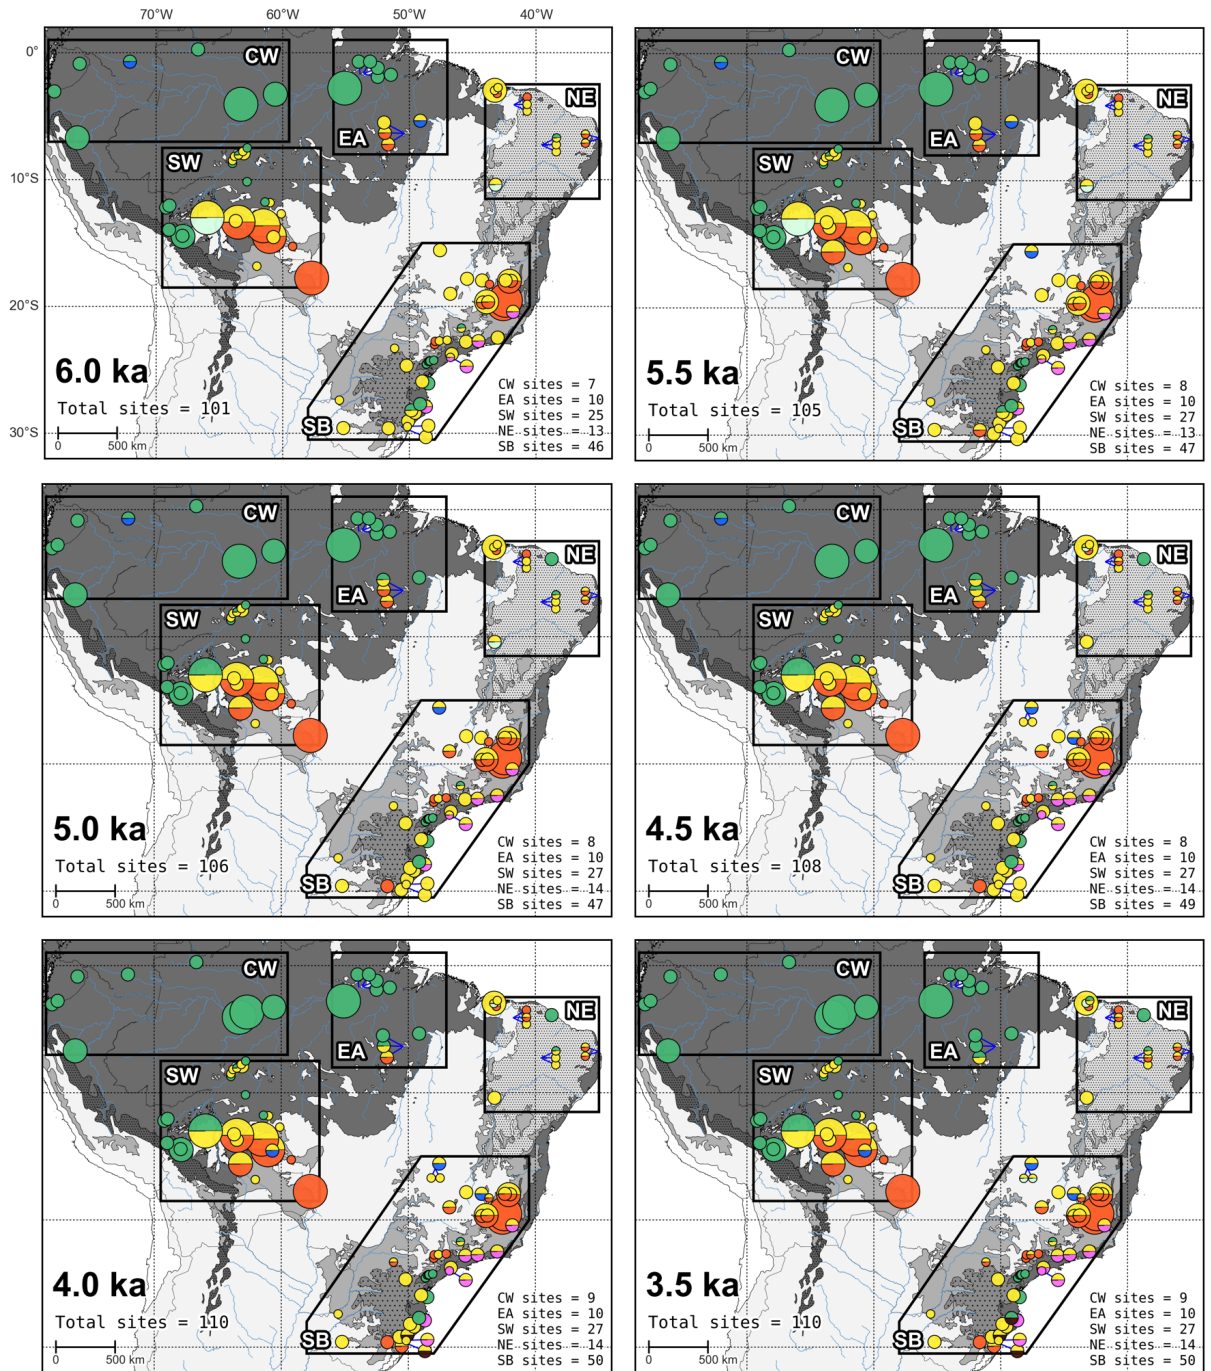 70°W 60°W 50°W 40°W
0°
10°S
20°S
30°S
CW
EA
NE
SW
SB
6.0 ka
Total sites = 101
0 500 km
CW sites = 7
EA sites = 10
SW sites = 25
NE sites = 13
SB sites = 46
CW
EA
NE
SW
SB
5.5 ka
Total sites = 105
0 500 km
CW sites = 8
EA sites = 10
SW sites = 27
NE sites = 13
SB sites = 47
CW
EA
NE
SW
SB
5.0 ka
Total sites = 106
0 500 km
CW sites = 8
EA sites = 10
SW sites = 27
NE sites = 14
SB sites = 47
CW
EA
NE
SW
SB
4.5 ka
Total sites = 108
0 500 km
CW sites = 8
EA sites = 10
SW sites = 27
NE sites = 14
SB sites = 49
CW
EA
NE
SW
SB
4.0 ka
Total sites = 110
0 500 km
CW sites = 9
EA sites = 10
SW sites = 27
NE sites = 14
SB sites = 50
CW
EA
NE
SW
SB
3.5 ka
Total sites = 110
0 500 km
CW sites = 9
EA sites = 10
SW sites = 27
NE sites = 14
SB sites = 50